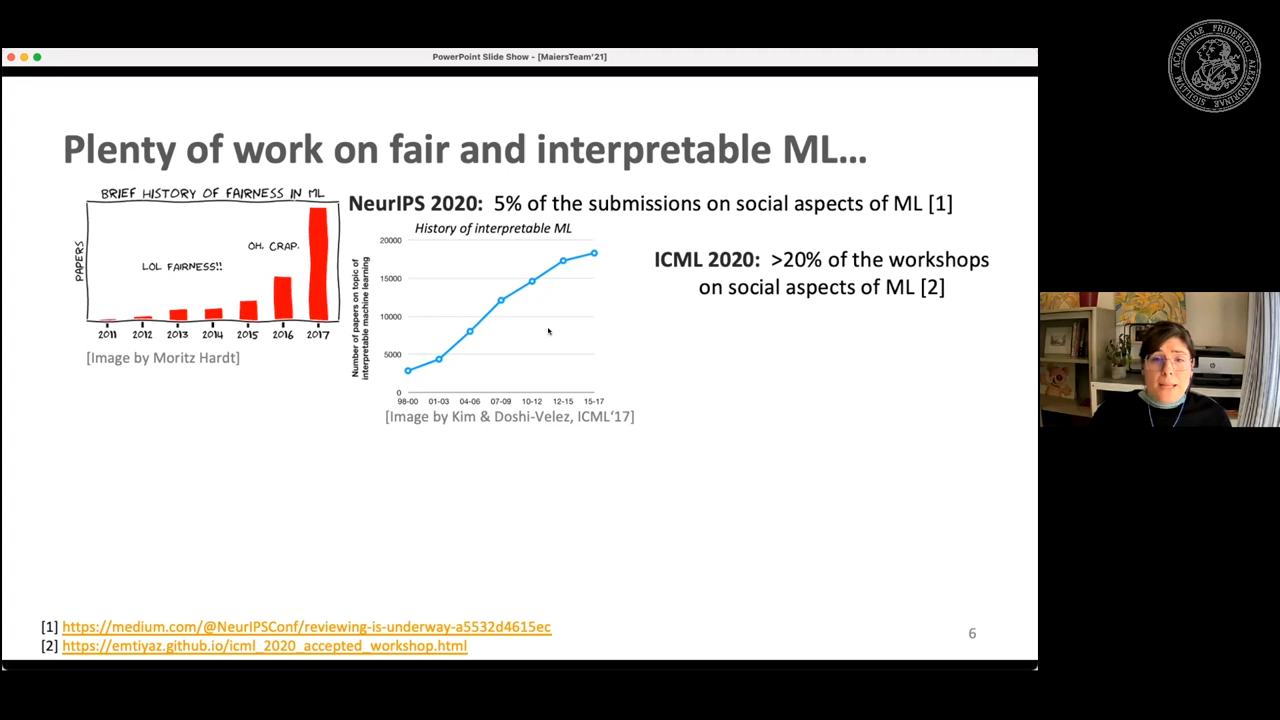 PowerPoint Slide Show - [MaiersTeam'21]
ACADEMIAE FRIDERICO ALEXANDRINAE SIGILLUM
Plenty of work on fair and interpretable ML…
BRIEF HISTORY OF FAIRNESS IN ML
PAPERS
LOL FAIRNESS!!
OH, CRAP.
2011 2012 2013 2014 2015 2016 2017
[Image by Moritz Hardt]
NeurIPS 2020: 5% of the submissions on social aspects of ML [1]
History of interpretable ML
Number of papers on topic of
interpretable machine learning
20000
15000
10000
5000
0
98-00 01-03 04-06 07-09 10-12 12-15 15-17
[Image by Kim & Doshi-Velez, ICML‘17]
ICML 2020: >20% of the workshops
on social aspects of ML [2]
[1] https://medium.com/@NeurIPSConf/reviewing-is-underway-a5532d4615ec
[2] https://emtiyaz.github.io/icml_2020_accepted_workshop.html
6
hp